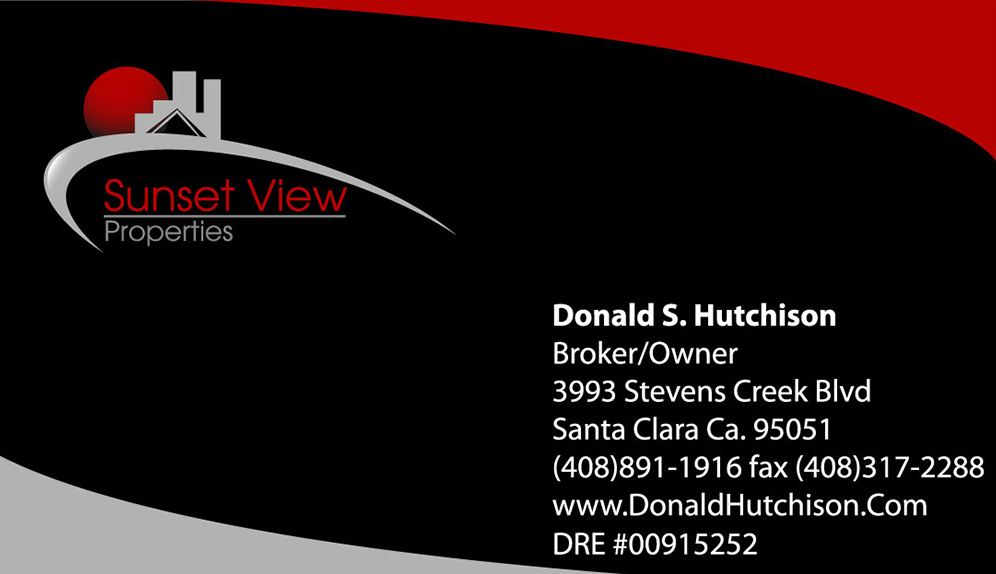 Sunset View
Properties
Donald S. Hutchison
Broker/Owner
3993 Stevens Creek Blvd
Santa Clara Ca. 95051
(408)891-1916 fax (408)317-2288
www.DonaldHutchison.Com
DRE #00915252